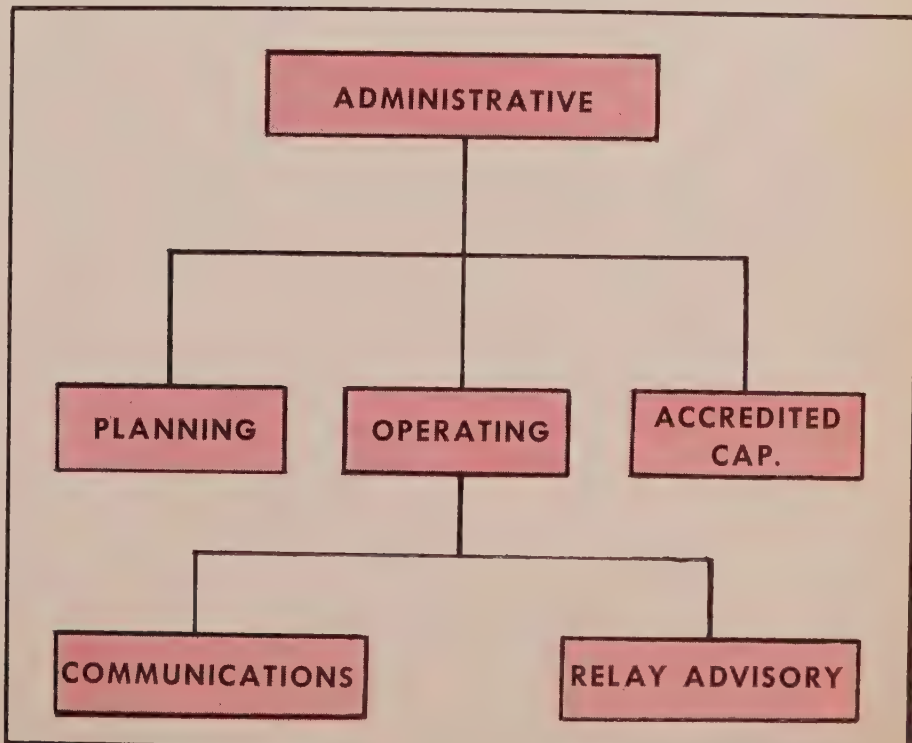 ADMINISTRATIVE
PLANNING
OPERATING
ACCREDITED
CAP.
COMMUNICATIONS
RELAY ADVISORY